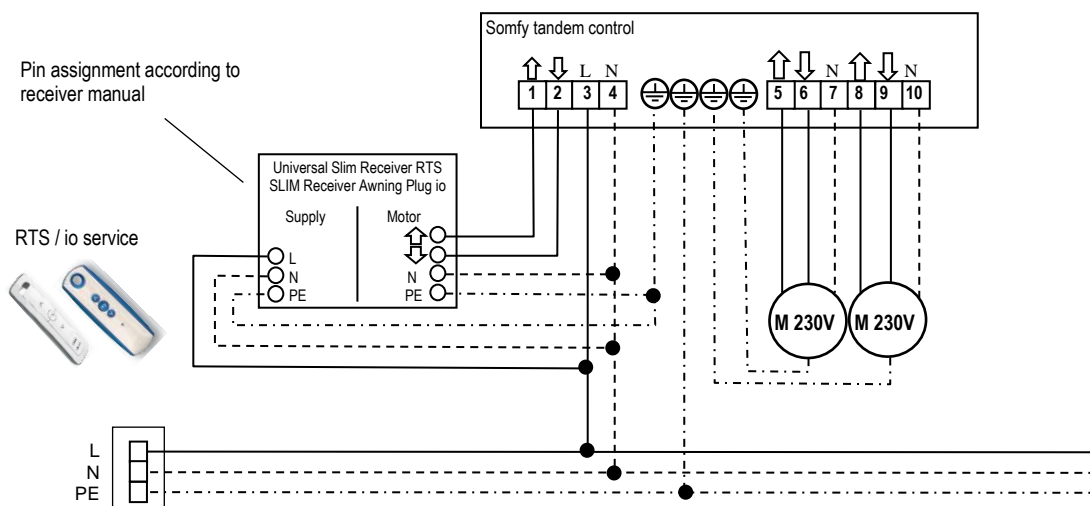 Somfy tandem control
L N
N
N
1 2 3 4
5 6 7 8 9 10
Pin assignment according to
receiver manual
Universal Slim Receiver RTS
SLIM Receiver Awning Plug io
Supply
Motor
L
N
PE
N
PE
RTS / io service
M 230V
M 230V
L
N
PE